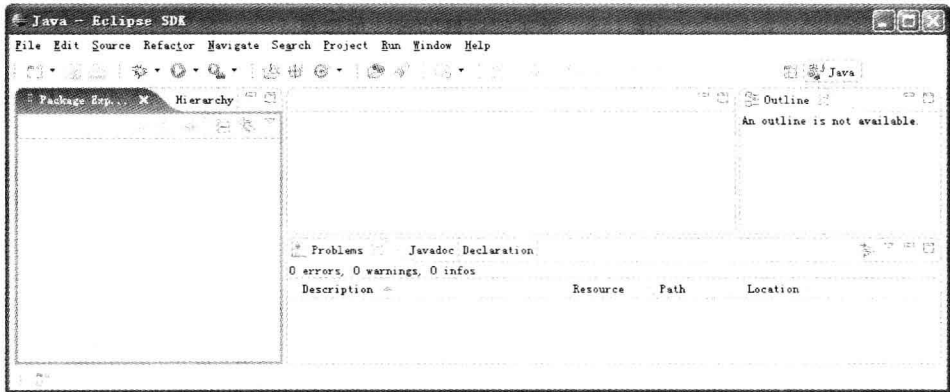 Java - Eclipse SDK
File Edit Source Refactor Navigate Search Project Run Window Help
Java
Package Exp... Hierarchy
Outline
An outline is not available.
Problems Javadoc Declaration
0 errors, 0 warnings, 0 infos
Description Resource Path Location